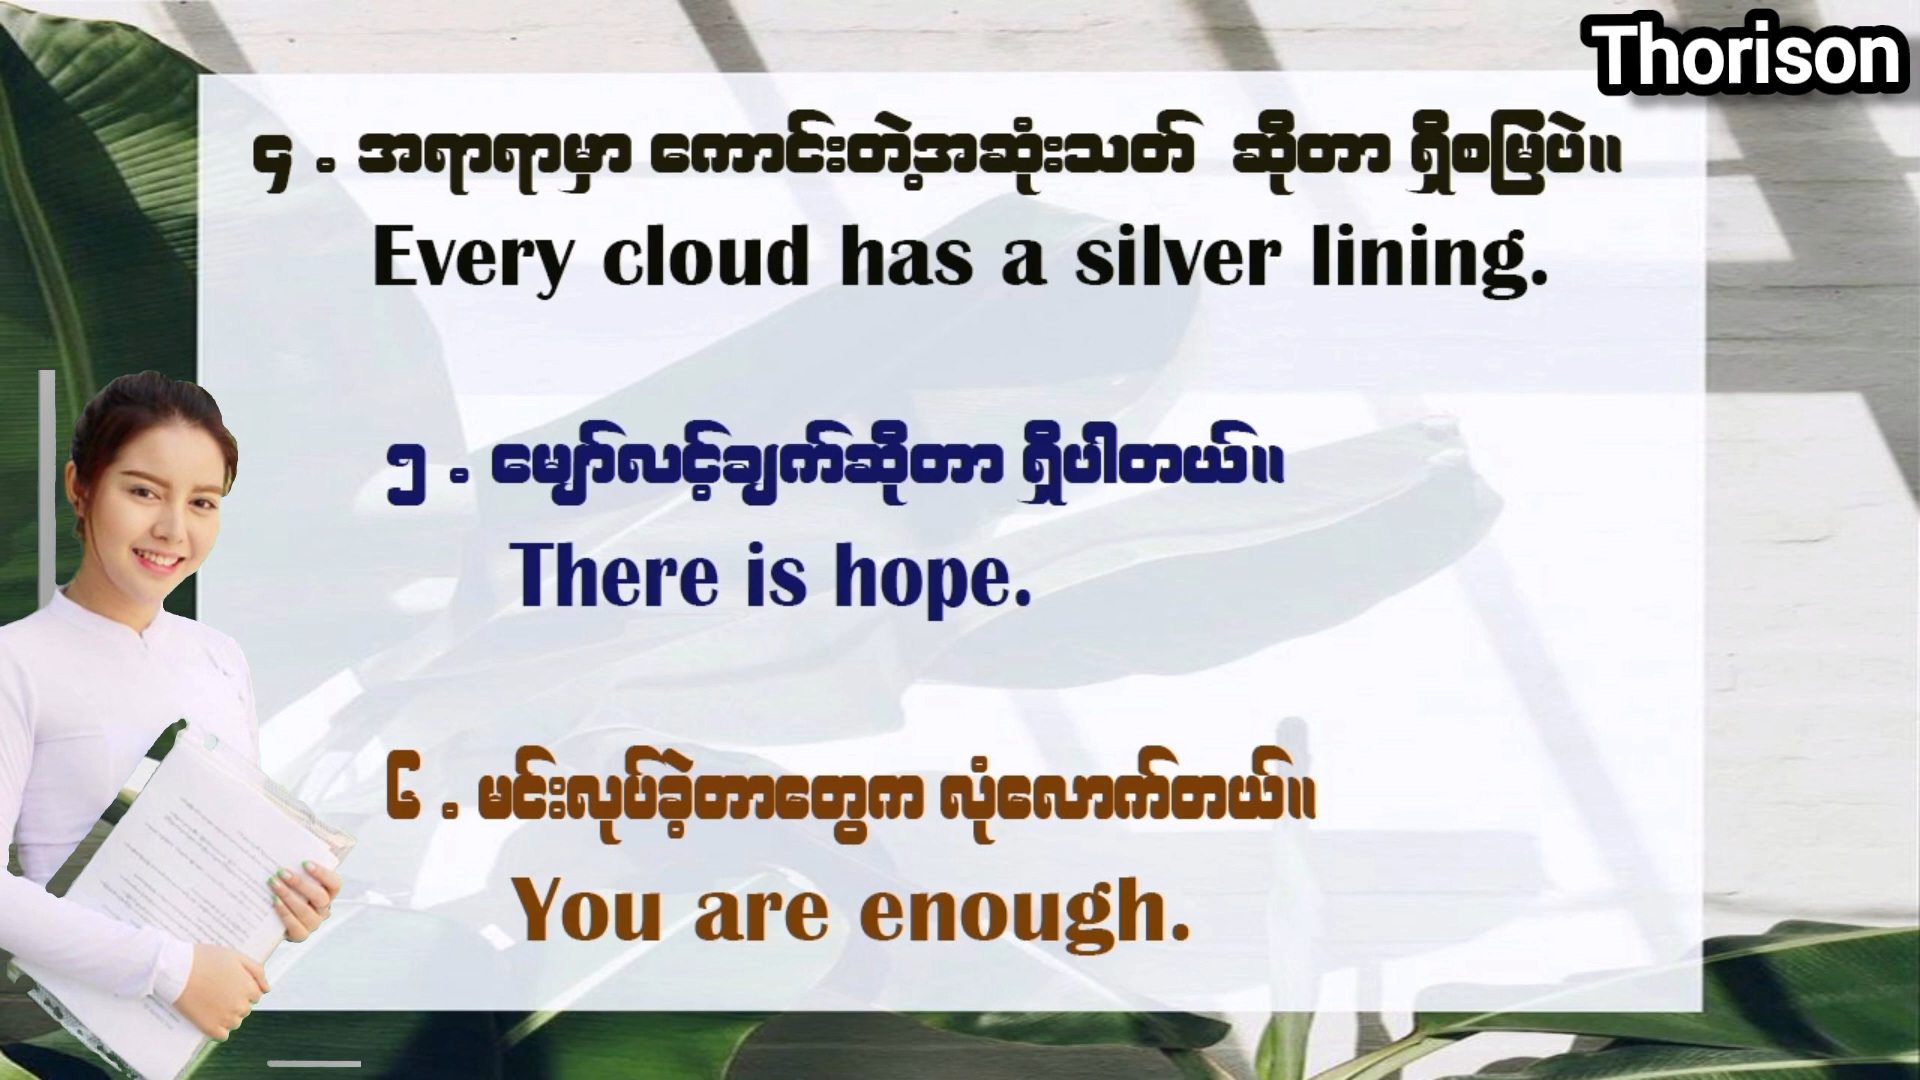 Thorison
၄ . အရာရာမှာ ကောင်းတဲ့အဆုံးသတ် ဆိုတာ ရှိစမြဲပဲ။
Every cloud has a silver lining.
၅ . မျှော်လင့်ချက်ဆိုတာ ရှိပါတယ်။
There is hope.
၆ . မင်းလုပ်ခဲ့တာတွေက လုံလောက်တယ်။
You are enough.